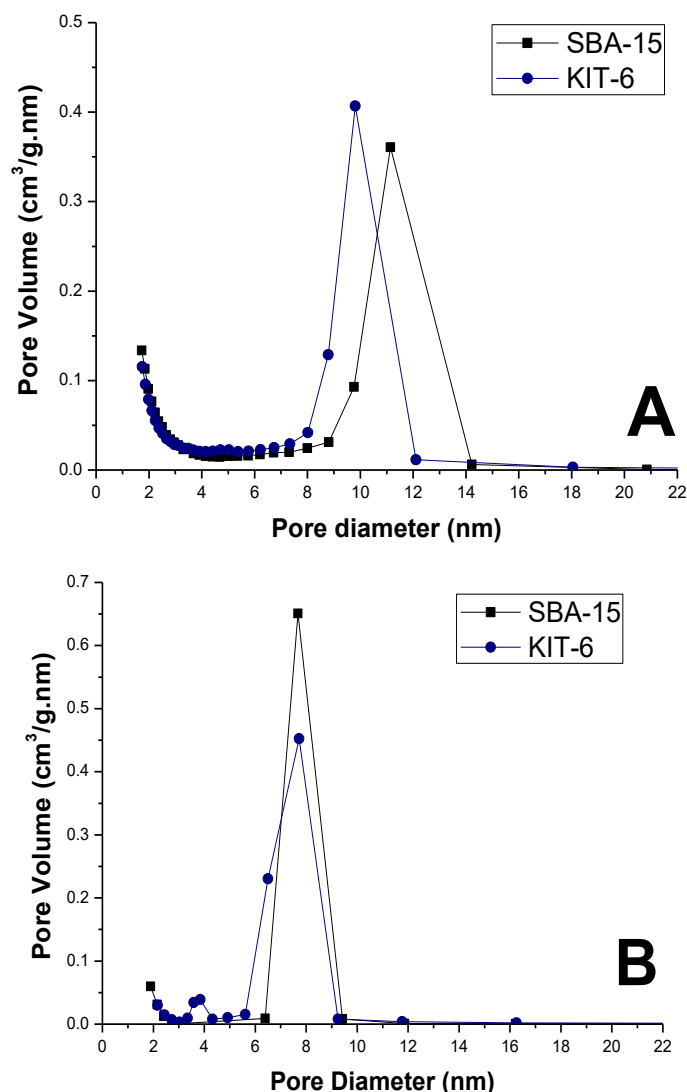 0.5
SBA-15
KIT-6
0.4
0.3
0.2
0.1
0.0
Pore Volume (cm³/g.nm)
A
0 2 4 6 8 10 12 14 16 18 20 22
Pore diameter (nm)
0.7
SBA-15
KIT-6
0.6
0.5
0.4
0.3
0.2
0.1
0.0
Pore Volume (cm³/g.nm)
B
0 2 4 6 8 10 12 14 16 18 20 22
Pore Diameter (nm)